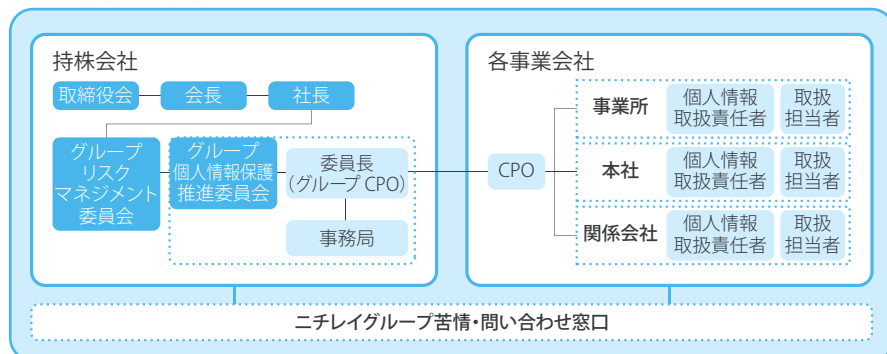 持株会社
取締役会
会長
社長
グループ
リスク
マネジメント
委員会
グループ
個人情報保護
推進委員会
委員長
(グループCPO)
事務局
各事業会社
CPO
事業所
個人情報
取扱責任者
取扱
担当者
本社
個人情報
取扱責任者
取扱
担当者
関係会社
個人情報
取扱責任者
取扱
担当者
ニチレイグループ苦情・問い合わせ窓口